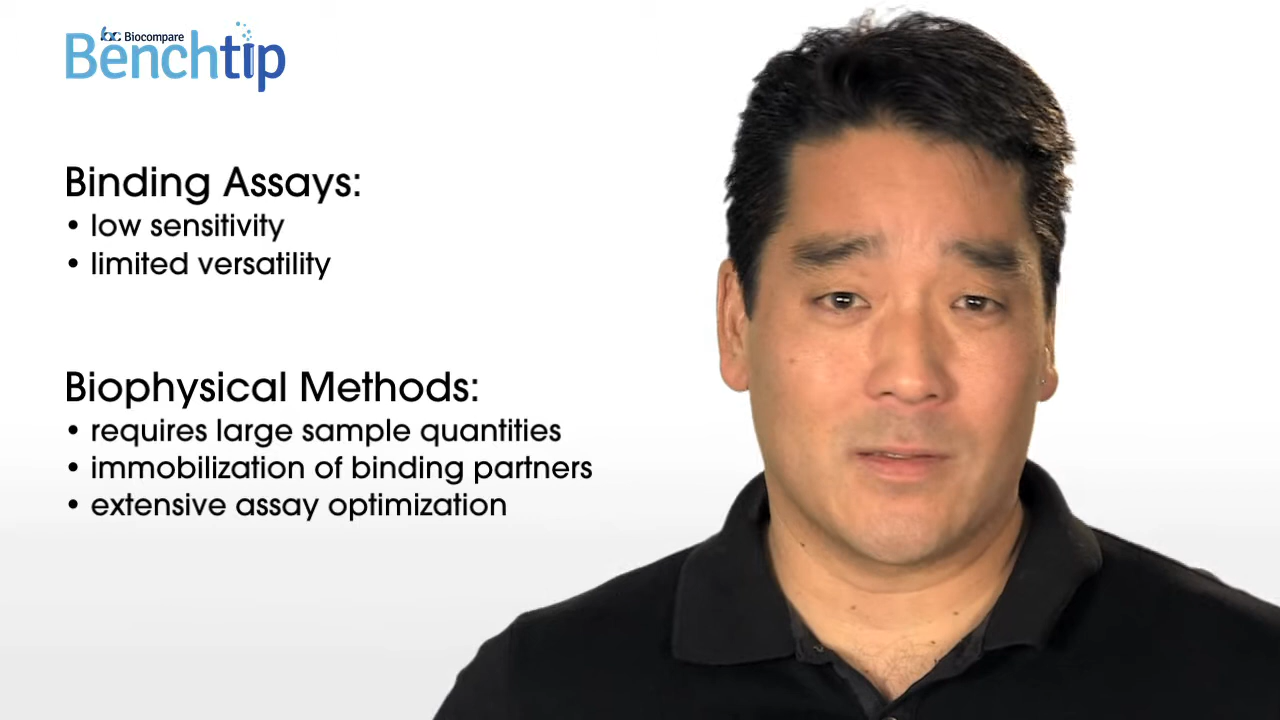 bc Biocompare
Benchtip
Binding Assays:
• low sensitivity
• limited versatility
Biophysical Methods:
• requires large sample quantities
• immobilization of binding partners
• extensive assay optimization